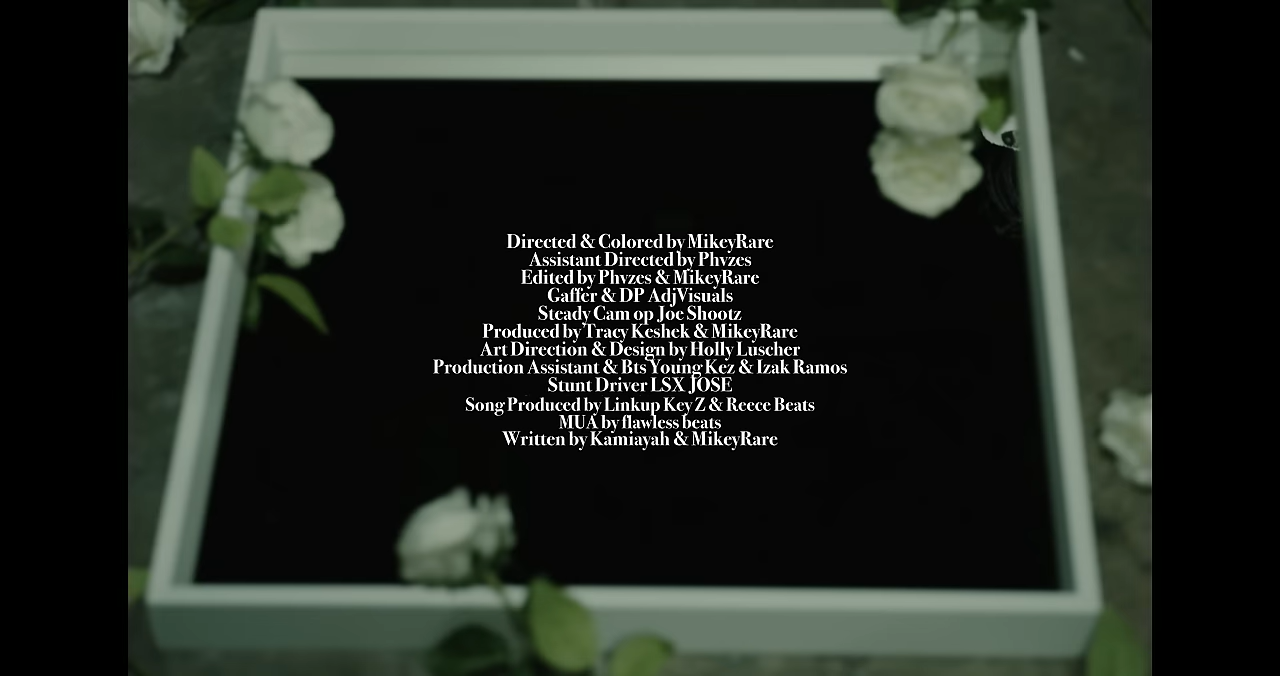 Directed & Colored by MikeyRare
Assistant Directed by Phvzes
Edited by Phvzes & MikeyRare
Gaffer & DP AdjVisuals
Steady Cam op Joe Shootz
Produced by Tracy Keshek & MikeyRare
Art Direction & Design by Holly Luscher
Production Assistant & Bts Young Kez & Izak Ramos
Stunt Driver LSX JOSE
Song Produced by Linkup Key Z & Reece Beats
MUA by flawless beats
Written by Kamiayah & MikeyRare